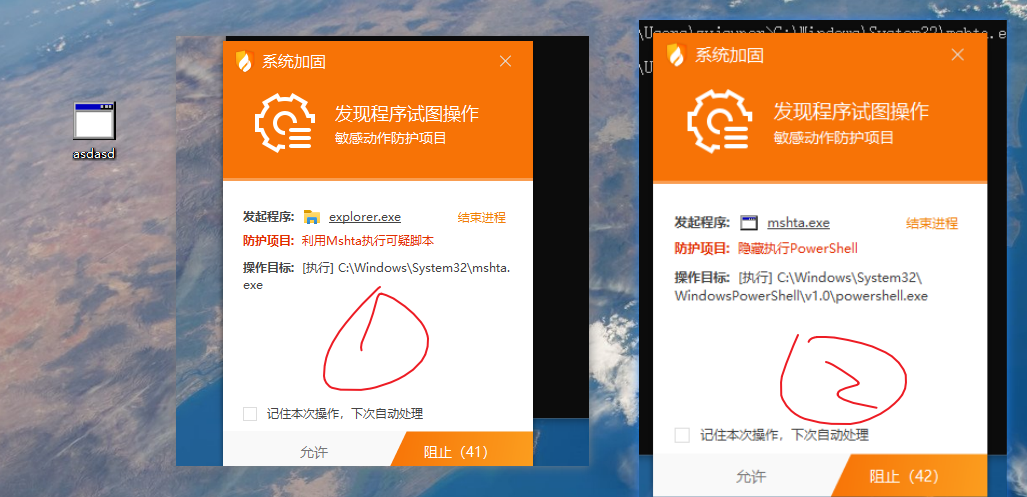 asdasd
系统加固
发现程序试图操作
敏感动作防护项目
发起程序: explorer.exe 结束进程
防护项目: 利用Mshta执行可疑脚本
操作目标: [执行] C:\Windows\System32\mshta.
exe
1
记住本次操作，下次自动处理
允许 阻止（41）
C:\Windows\System32\mshta.e
\U
系统加固
发现程序试图操作
敏感动作防护项目
发起程序: mshta.exe 结束进程
防护项目: 隐藏执行PowerShell
操作目标: [执行] C:\Windows\System32\
WindowsPowerShell\v1.0\powershell.exe
2
记住本次操作，下次自动处理
允许 阻止（42）